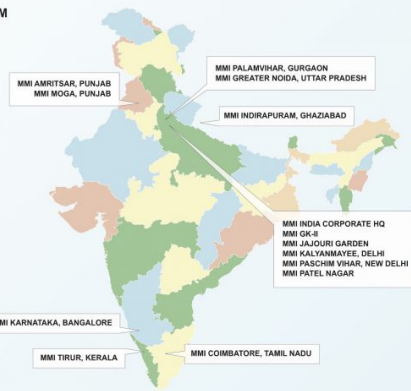 M
MMI PALAMVIHAR, GURGAON
MMI GREATER NOIDA, UTTAR PRADESH
MMI AMRITSAR, PUNJAB
MMI MOGA, PUNJAB
MMI INDIRAPURAM, GHAZIABAD
MMI INDIA CORPORATE HQ
MMI GK-II
MMI JAJOURI GARDEN
MMI KALYANMAYEE, DELHI
MMI PASCHIM VIHAR, NEW DELHI
MMI PATEL NAGAR
MI KARNATAKA, BANGALORE
MMI TIRUR, KERALA
MMI COIMBATORE, TAMIL NADU